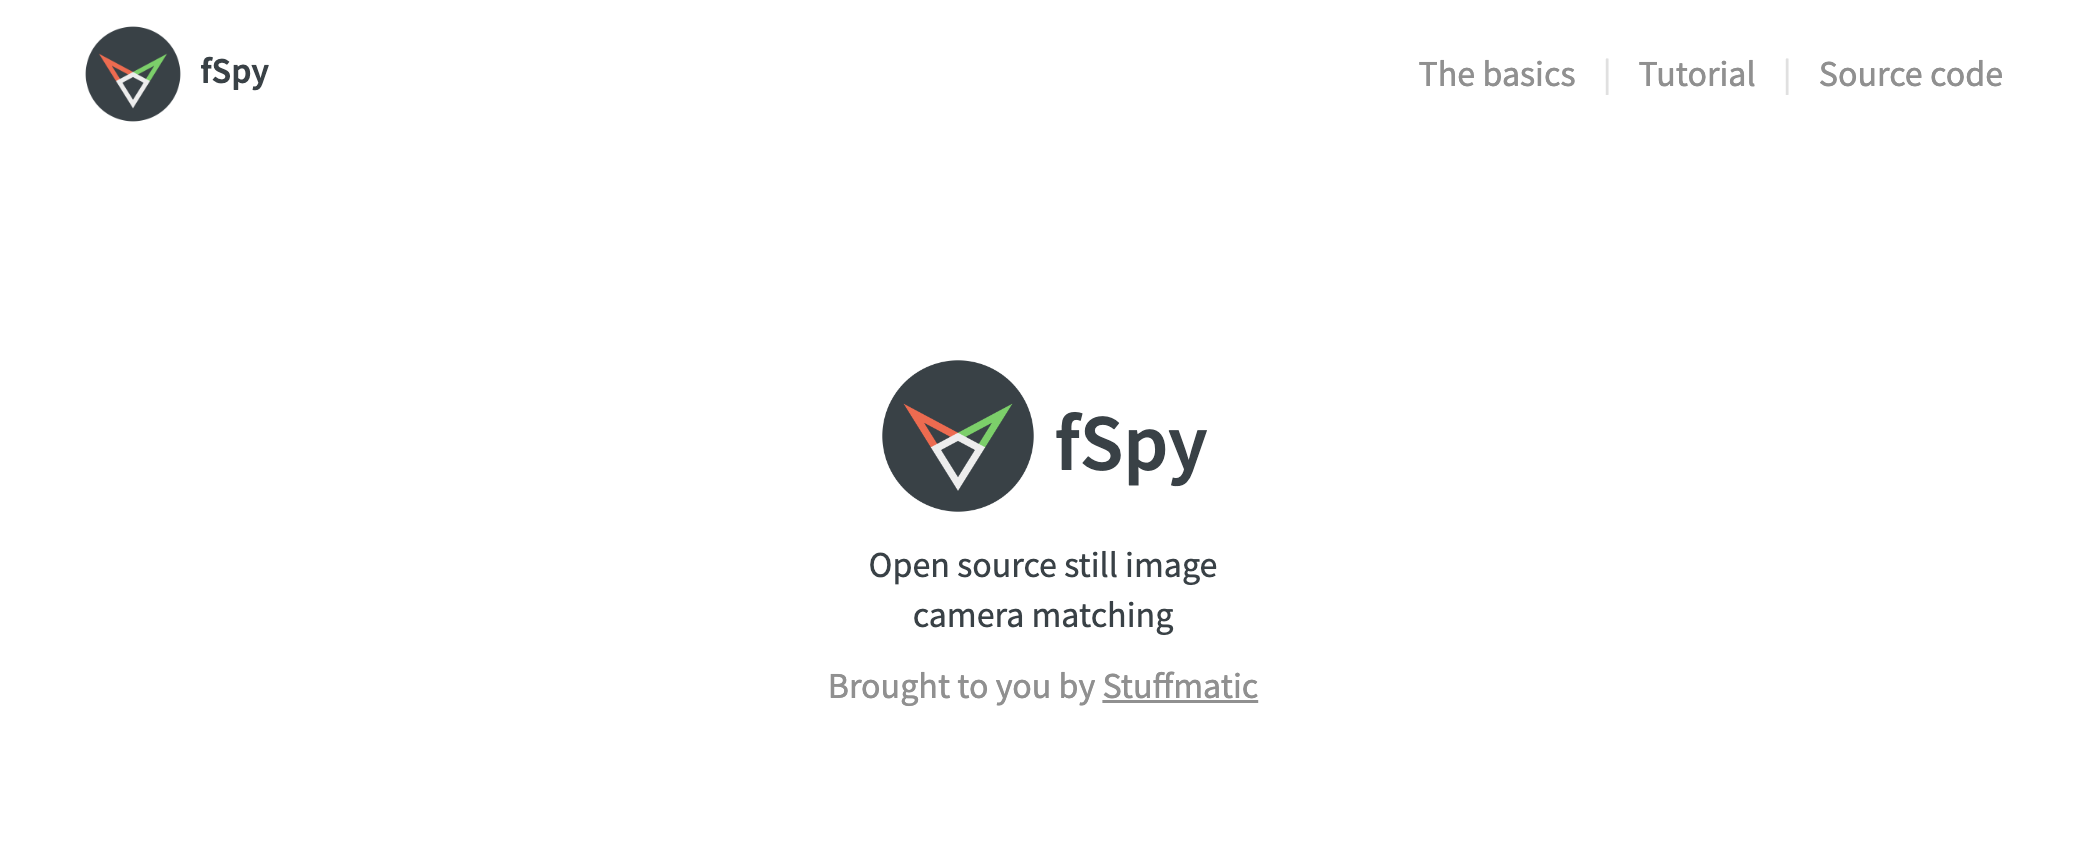 fSpy
The basics | Tutorial | Source code
fSpy
Open source still image
camera matching
Brought to you by Stuffmatic